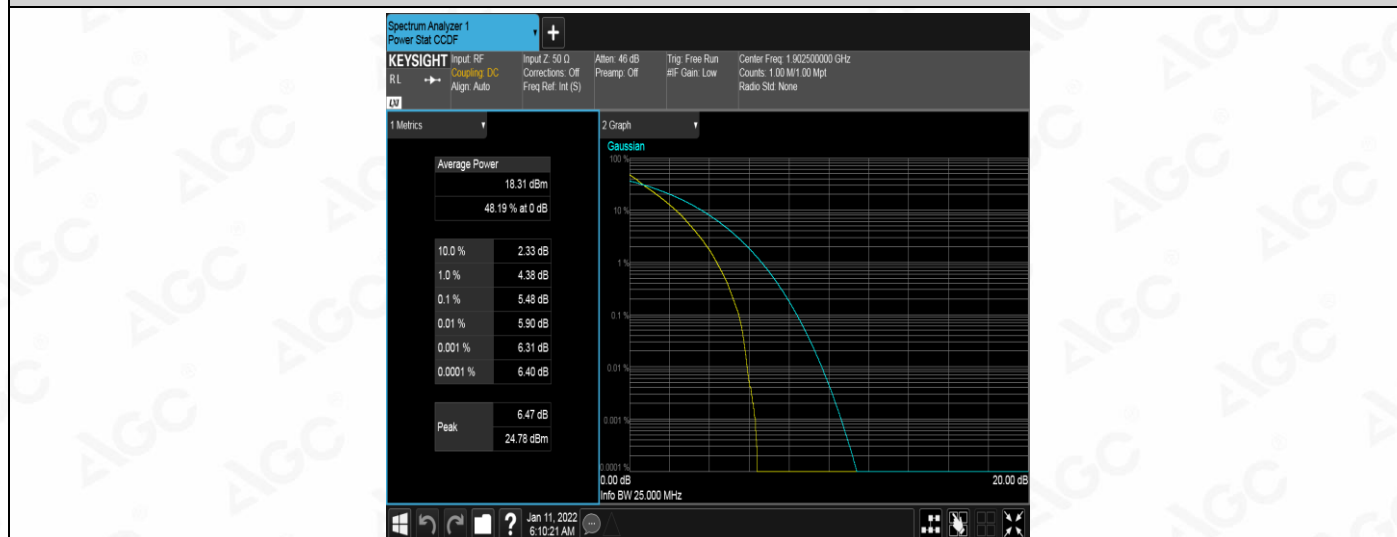 Spectrum Analyzer 1
Power Stat CCDF
+
KEYSIGHT
RL
LXI
Input: RF
Coupling: DC
Align: Auto
Input Z: 50 Ω
Corrections: Off
Freq Ref: Int (S)
Atten: 46 dB
Preamp: Off
Trig: Free Run
#IF Gain: Low
Center Freq: 1.902500000 GHz
Counts: 1.00 M/1.00 Mpt
Radio Std: None
1 Metrics
Average Power
18.31 dBm
48.19 % at 0 dB
10.0 % 2.33 dB
1.0 % 4.38 dB
0.1 % 5.48 dB
0.01 % 5.90 dB
0.001 % 6.31 dB
0.0001 % 6.40 dB
Peak
6.47 dB
24.78 dBm
2 Graph
Gaussian
100 %
10 %
1 %
0.1 %
0.01 %
0.001 %
0.0001 %
0.00 dB
20.00 dB
Info BW 25.000 MHz
?
Jan 11, 2022
6:10:21 AM
AGC